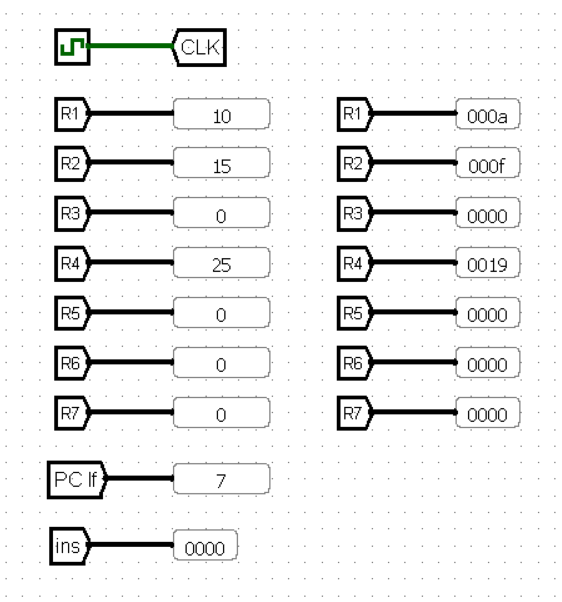 CLK
R1 10 R1 000a
R2 15 R2 000f
R3 0 R3 0000
R4 25 R4 0019
R5 0 R5 0000
R6 0 R6 0000
R7 0 R7 0000
PC If 7
ins 0000